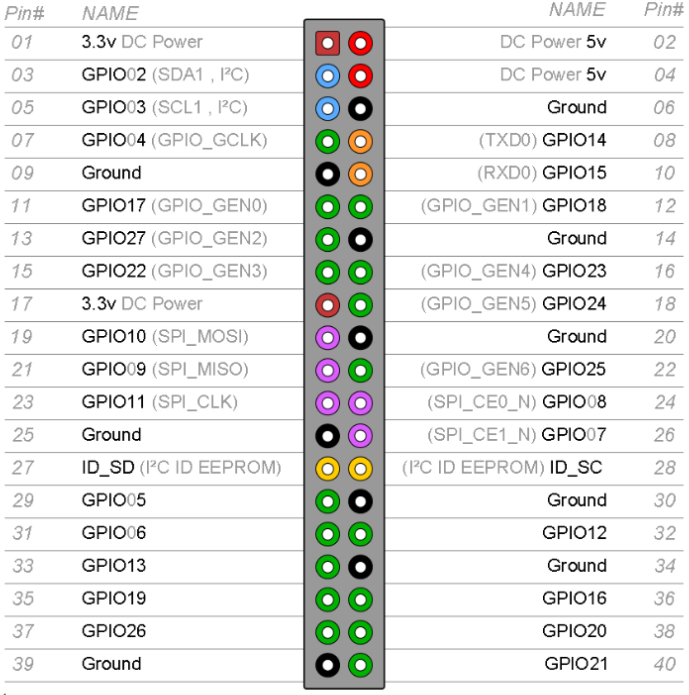 Pin# NAME NAME Pin#
01 3.3v DC Power DC Power 5v 02
03 GPIO02 (SDA1 , I²C) DC Power 5v 04
05 GPIO03 (SCL1 , I²C) Ground 06
07 GPIO04 (GPIO_GCLK) (TXD0) GPIO14 08
09 Ground (RXD0) GPIO15 10
11 GPIO17 (GPIO_GEN0) (GPIO_GEN1) GPIO18 12
13 GPIO27 (GPIO_GEN2) Ground 14
15 GPIO22 (GPIO_GEN3) (GPIO_GEN4) GPIO23 16
17 3.3v DC Power (GPIO_GEN5) GPIO24 18
19 GPIO10 (SPI_MOSI) Ground 20
21 GPIO09 (SPI_MISO) (GPIO_GEN6) GPIO25 22
23 GPIO11 (SPI_CLK) (SPI_CE0_N) GPIO08 24
25 Ground (SPI_CE1_N) GPIO07 26
27 ID_SD (I²C ID EEPROM) (I²C ID EEPROM) ID_SC 28
29 GPIO05 Ground 30
31 GPIO06 GPIO12 32
33 GPIO13 Ground 34
35 GPIO19 GPIO16 36
37 GPIO26 GPIO20 38
39 Ground GPIO21 40